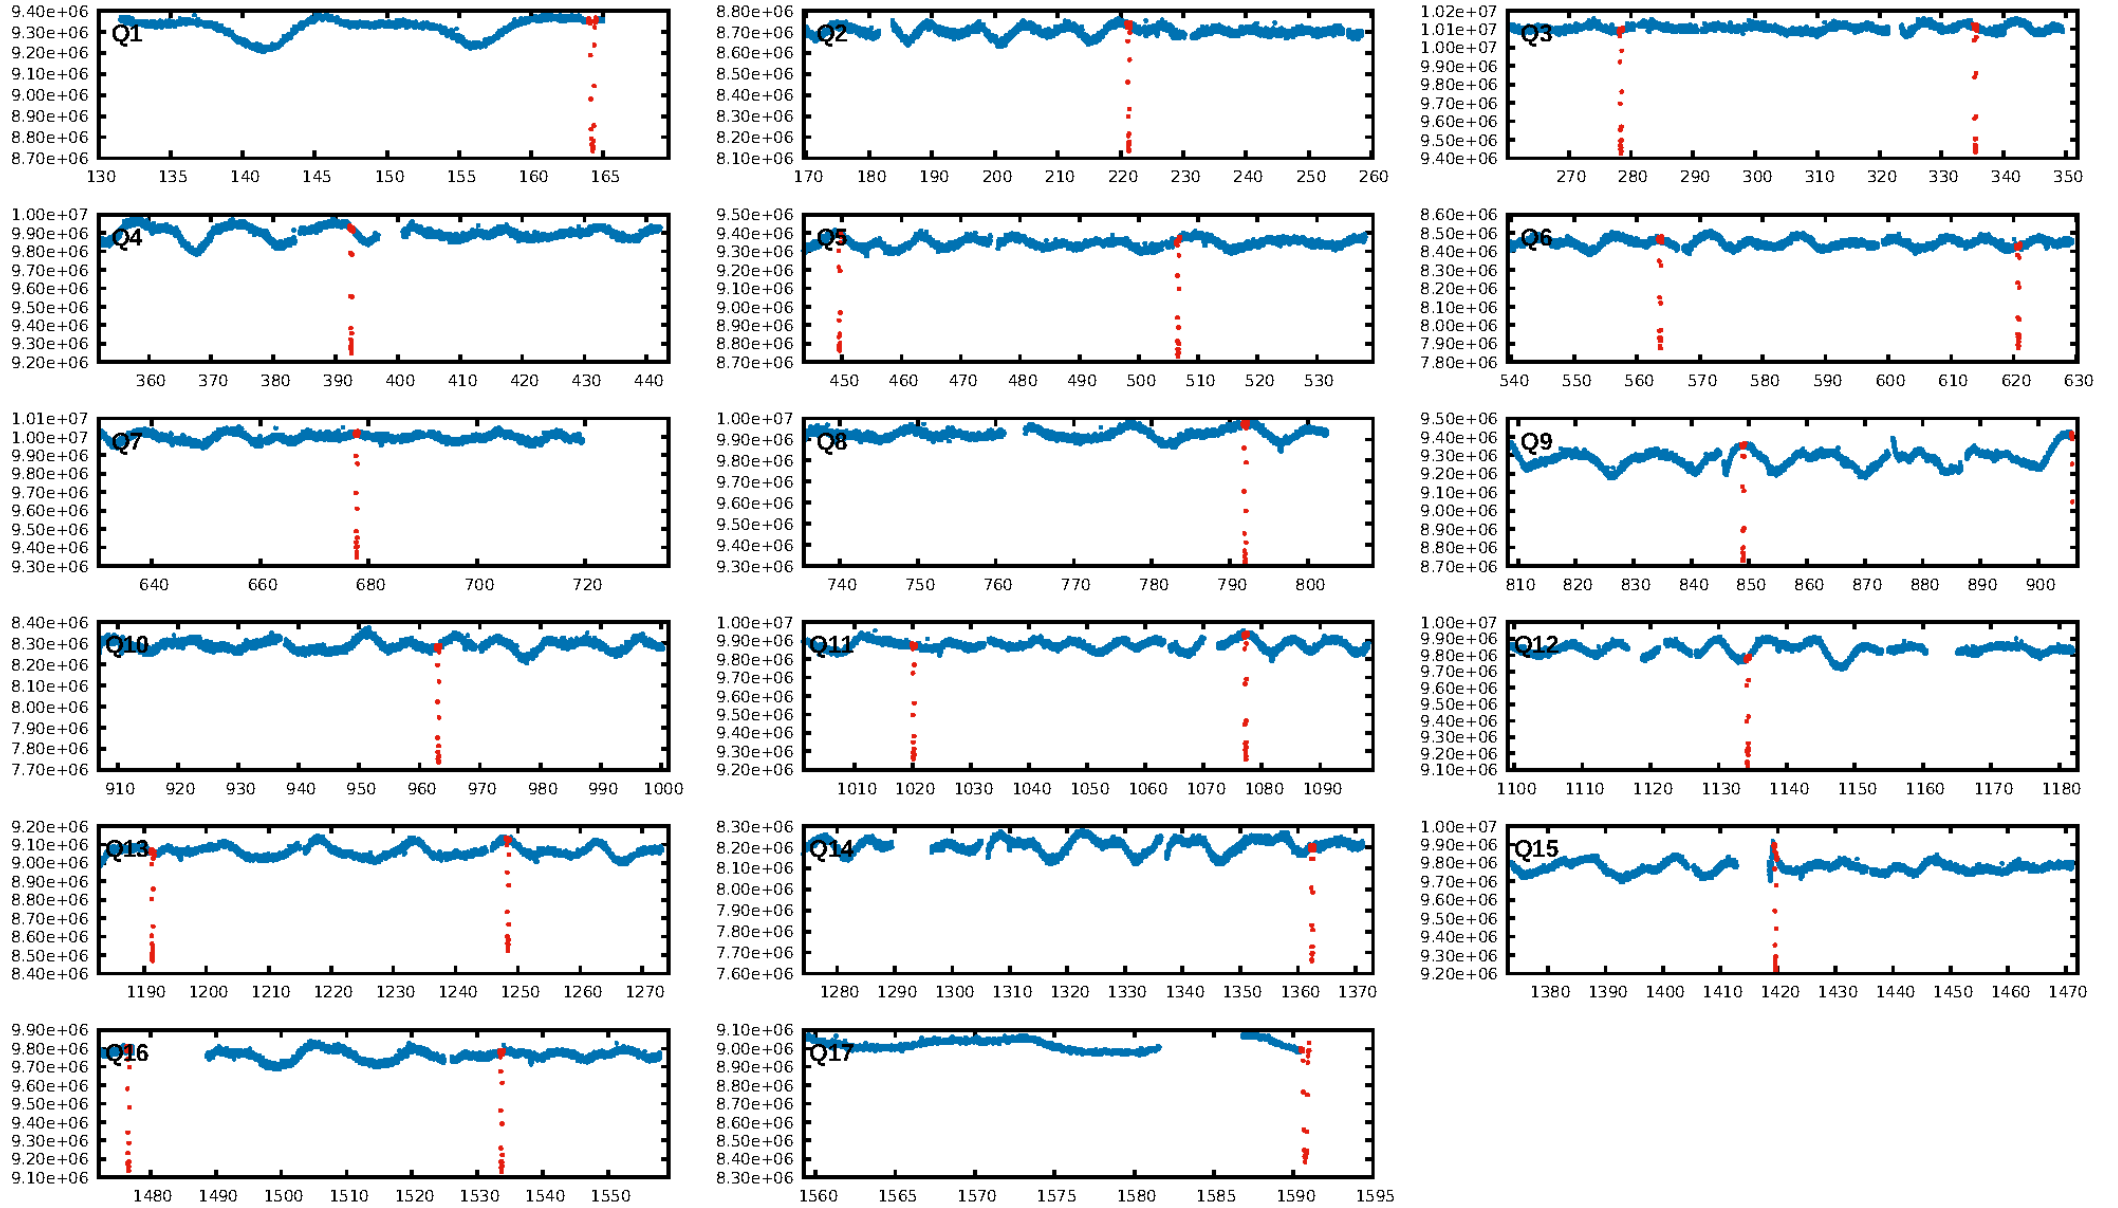 9.40e+06
9.30e+06
9.20e+06
9.10e+06
9.00e+06
8.90e+06
8.80e+06
8.70e+06
Q1
130 135 140 145 150 155 160 165
8.80e+06
8.70e+06
8.60e+06
8.50e+06
8.40e+06
8.30e+06
8.20e+06
8.10e+06
Q2
170 180 190 200 210 220 230 240 250 260
1.02e+07
1.01e+07
1.00e+07
9.90e+06
9.80e+06
9.70e+06
9.60e+06
9.50e+06
9.40e+06
Q3
270 280 290 300 310 320 330 340 350
1.00e+07
9.90e+06
9.80e+06
9.70e+06
9.60e+06
9.50e+06
9.40e+06
9.30e+06
9.20e+06
Q4
360 370 380 390 400 410 420 430 440
9.50e+06
9.40e+06
9.30e+06
9.20e+06
9.10e+06
9.00e+06
8.90e+06
8.80e+06
8.70e+06
Q5
450 460 470 480 490 500 510 520 530
8.60e+06
8.50e+06
8.40e+06
8.30e+06
8.20e+06
8.10e+06
8.00e+06
7.90e+06
7.80e+06
Q6
540 550 560 570 580 590 600 610 620 630
1.01e+07
1.00e+07
9.90e+06
9.80e+06
9.70e+06
9.60e+06
9.50e+06
9.40e+06
9.30e+06
Q7
640 660 680 700 720
1.00e+07
9.90e+06
9.80e+06
9.70e+06
9.60e+06
9.50e+06
9.40e+06
9.30e+06
Q8
740 750 760 770 780 790 800
9.50e+06
9.40e+06
9.30e+06
9.20e+06
9.10e+06
9.00e+06
8.90e+06
8.80e+06
8.70e+06
Q9
810 820 830 840 850 860 870 880 890 900
8.40e+06
8.30e+06
8.20e+06
8.10e+06
8.00e+06
7.90e+06
7.80e+06
7.70e+06
Q10
910 920 930 940 950 960 970 980 990 1000
1.00e+07
9.90e+06
9.80e+06
9.70e+06
9.60e+06
9.50e+06
9.40e+06
9.30e+06
9.20e+06
Q11
1010 1020 1030 1040 1050 1060 1070 1080 1090
1.00e+07
9.90e+06
9.80e+06
9.70e+06
9.60e+06
9.50e+06
9.40e+06
9.30e+06
9.20e+06
9.10e+06
Q12
1100 1110 1120 1130 1140 1150 1160 1170 1180
9.20e+06
9.10e+06
9.00e+06
8.90e+06
8.80e+06
8.70e+06
8.60e+06
8.50e+06
8.40e+06
Q13
1190 1200 1210 1220 1230 1240 1250 1260 1270
8.30e+06
8.20e+06
8.10e+06
8.00e+06
7.90e+06
7.80e+06
7.70e+06
7.60e+06
Q14
1280 1290 1300 1310 1320 1330 1340 1350 1360 1370
1.00e+07
9.90e+06
9.80e+06
9.70e+06
9.60e+06
9.50e+06
9.40e+06
9.30e+06
9.20e+06
Q15
1380 1390 1400 1410 1420 1430 1440 1450 1460 1470
9.90e+06
9.80e+06
9.70e+06
9.60e+06
9.50e+06
9.40e+06
9.30e+06
9.20e+06
9.10e+06
Q16
1480 1490 1500 1510 1520 1530 1540 1550
9.10e+06
9.00e+06
8.90e+06
8.80e+06
8.70e+06
8.60e+06
8.50e+06
8.40e+06
8.30e+06
Q17
1560 1565 1570 1575 1580 1585 1590 1595